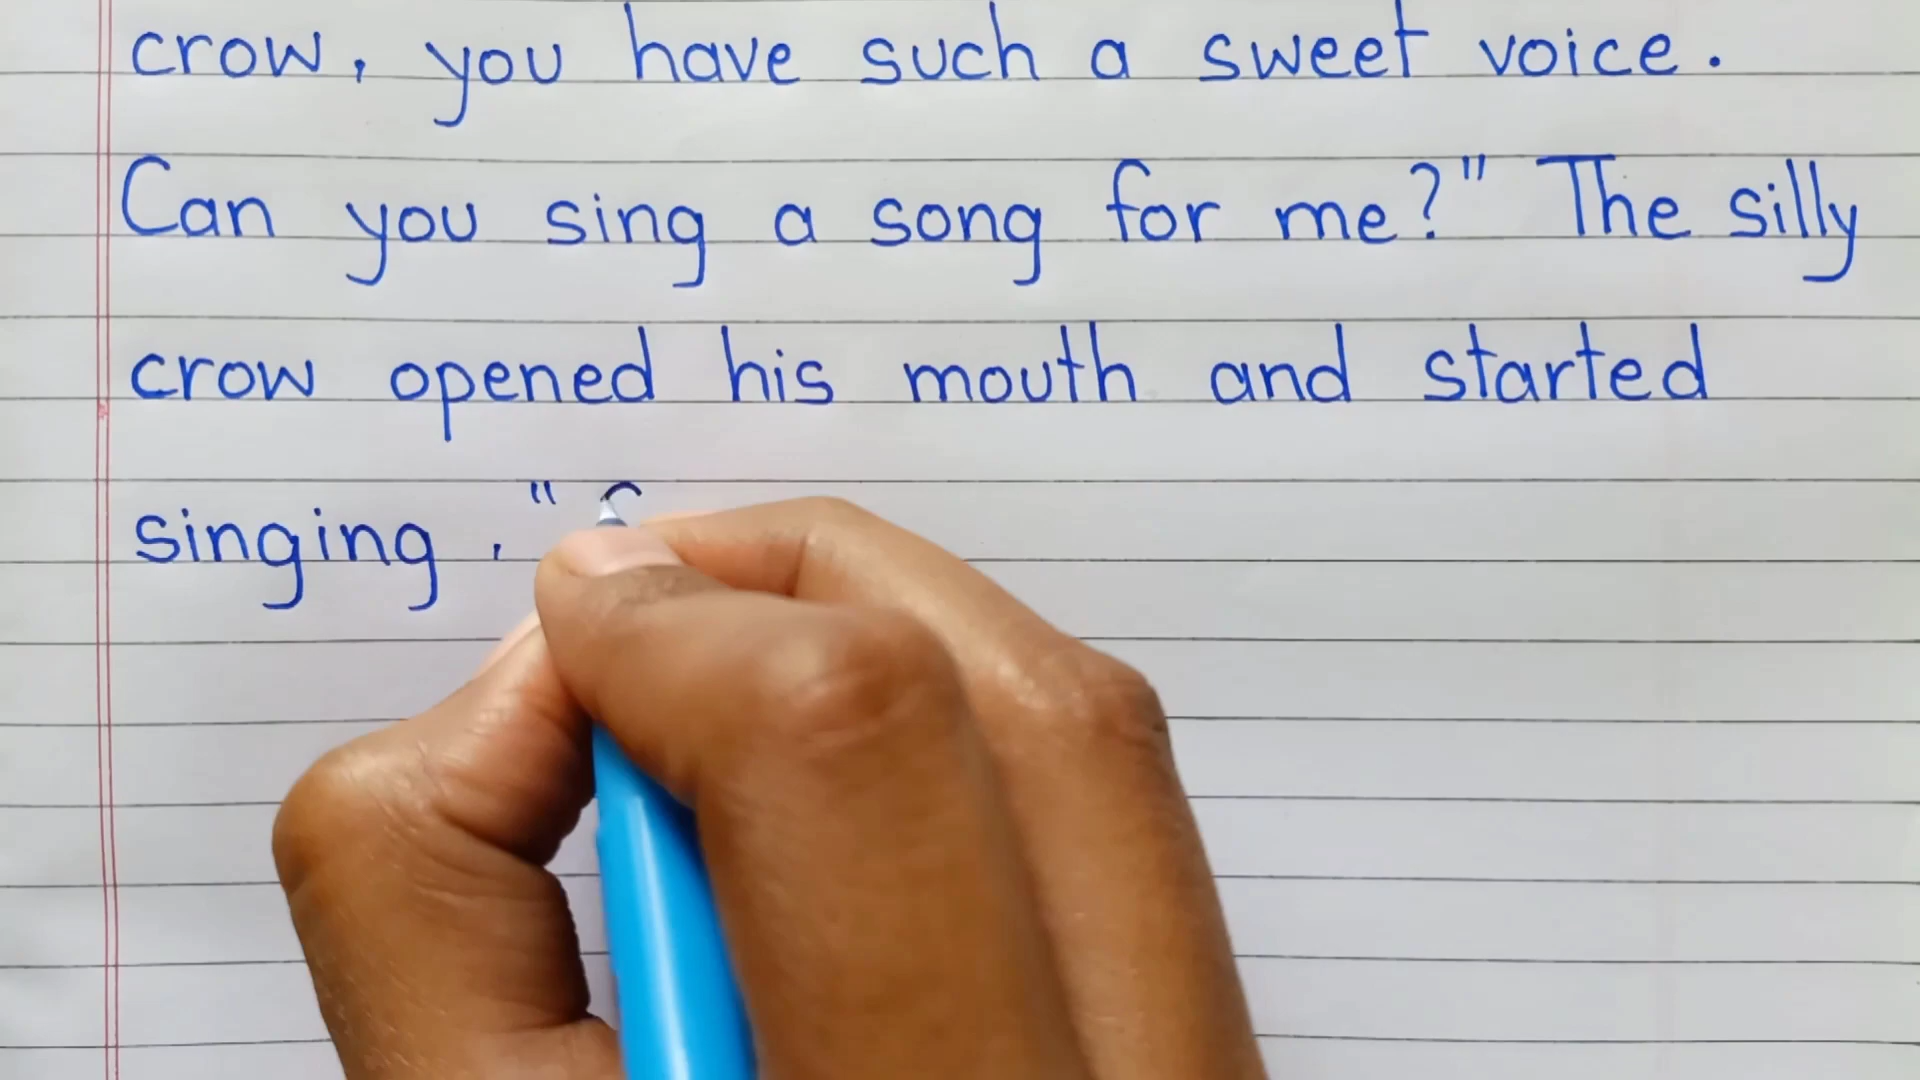 crow, you have such a sweet voice.
Can you sing a song for me?" The silly
crow opened his mouth and started
singing, "